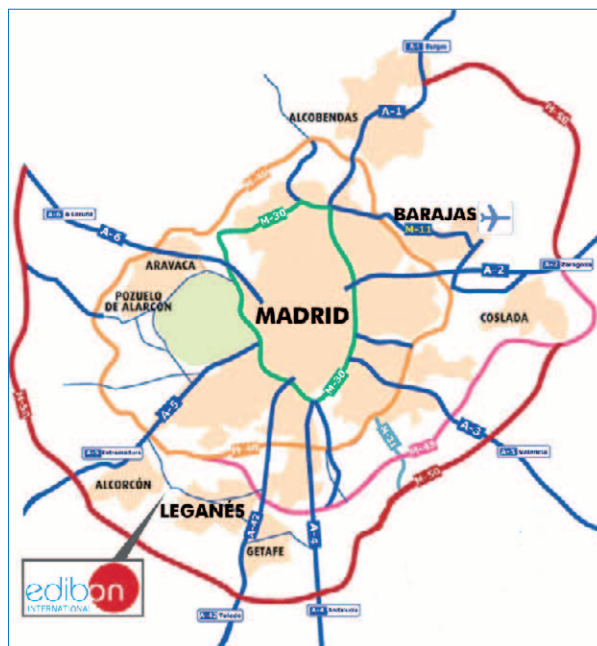 A-1 Burgos
ALCOBENDAS
A-1
M-50
M-40
M-30
BARAJAS
M-11
A-6 A Coruña
A-6
ARAVACA
A-2
A-2 Zaragoza
POZUELO
DE ALARCÓN
MADRID
COSLADA
M-30
M-50
A-5
A-3
A-3 Valencia
M-40
M-31
M-45
M-50
A-5 Extremadura
ALCORCÓN
LEGANÉS
A-42
A-4
GETAFE
edibon
INTERNATIONAL
A-42 Toledo
A-4 Andalucía